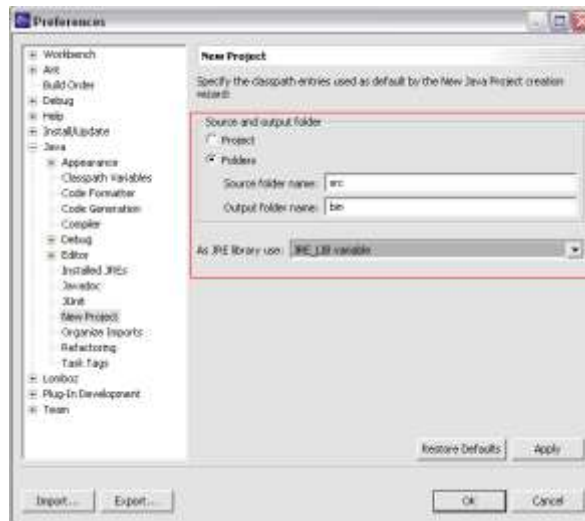 Preferences
Workbench
Ant
Build Order
Debug
Help
Install/Update
Java
Appearance
Classpath Variables
Code Formatter
Code Generation
Compiler
Debug
Editor
Installed JREs
Javadoc
JUnit
New Project
Organize Imports
Refactoring
Task Tags
Lomboz
Plug-In Development
Team
New Project
Specify the classpath entries used as default by the New Java Project creation
wizard:
Source and output folder
Project
Folders
Source folder name: src
Output folder name: bin
As JRE library use: JRE_LIB variable
Restore Defaults Apply
Import... Export... OK Cancel